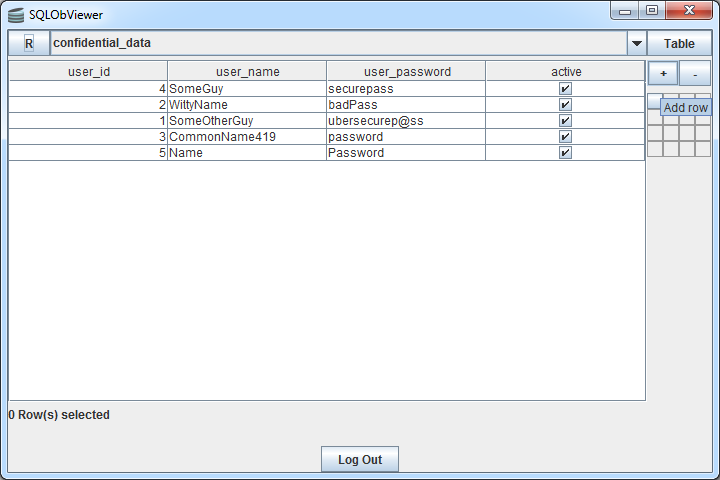 SQLObViewer
R confidential_data Table
user_id user_name user_password active + -
4 SomeGuy securepass
Add row
2 WittyName badPass
1 SomeOtherGuy ubersecurep@ss
3 CommonName419 password
5 Name Password
0 Row(s) selected
Log Out